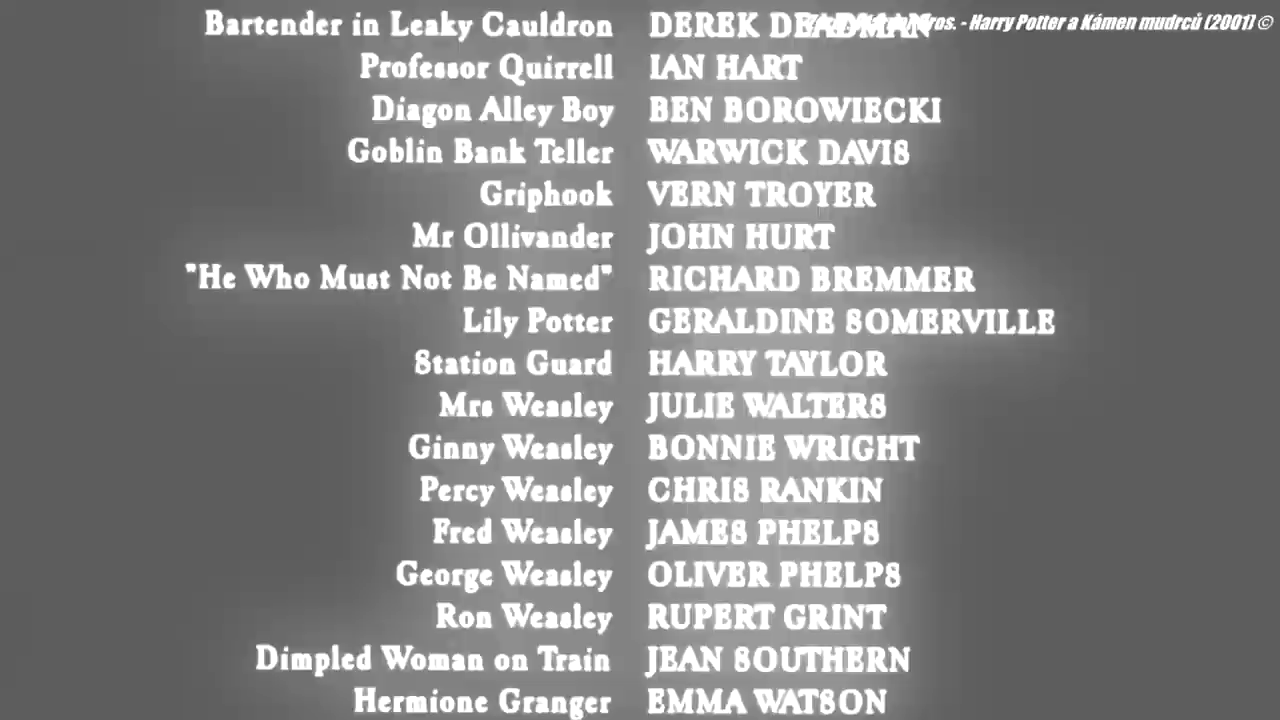 Bartender in Leaky Cauldron DEREK DEADMAN
ros. - Harry Potter a Kámen mudrců (2001) ©
Professor Quirrell IAN HART
Diagon Alley Boy BEN BOROWIECKI
Goblin Bank Teller WARWICK DAVIS
Griphook VERN TROYER
Mr Ollivander JOHN HURT
"He Who Must Not Be Named" RICHARD BREMMER
Lily Potter GERALDINE SOMERVILLE
Station Guard HARRY TAYLOR
Mrs Weasley JULIE WALTERS
Ginny Weasley BONNIE WRIGHT
Percy Weasley CHRIS RANKIN
Fred Weasley JAMES PHELPS
George Weasley OLIVER PHELPS
Ron Weasley RUPERT GRINT
Dimpled Woman on Train JEAN SOUTHERN
Hermione Granger EMMA WATSON